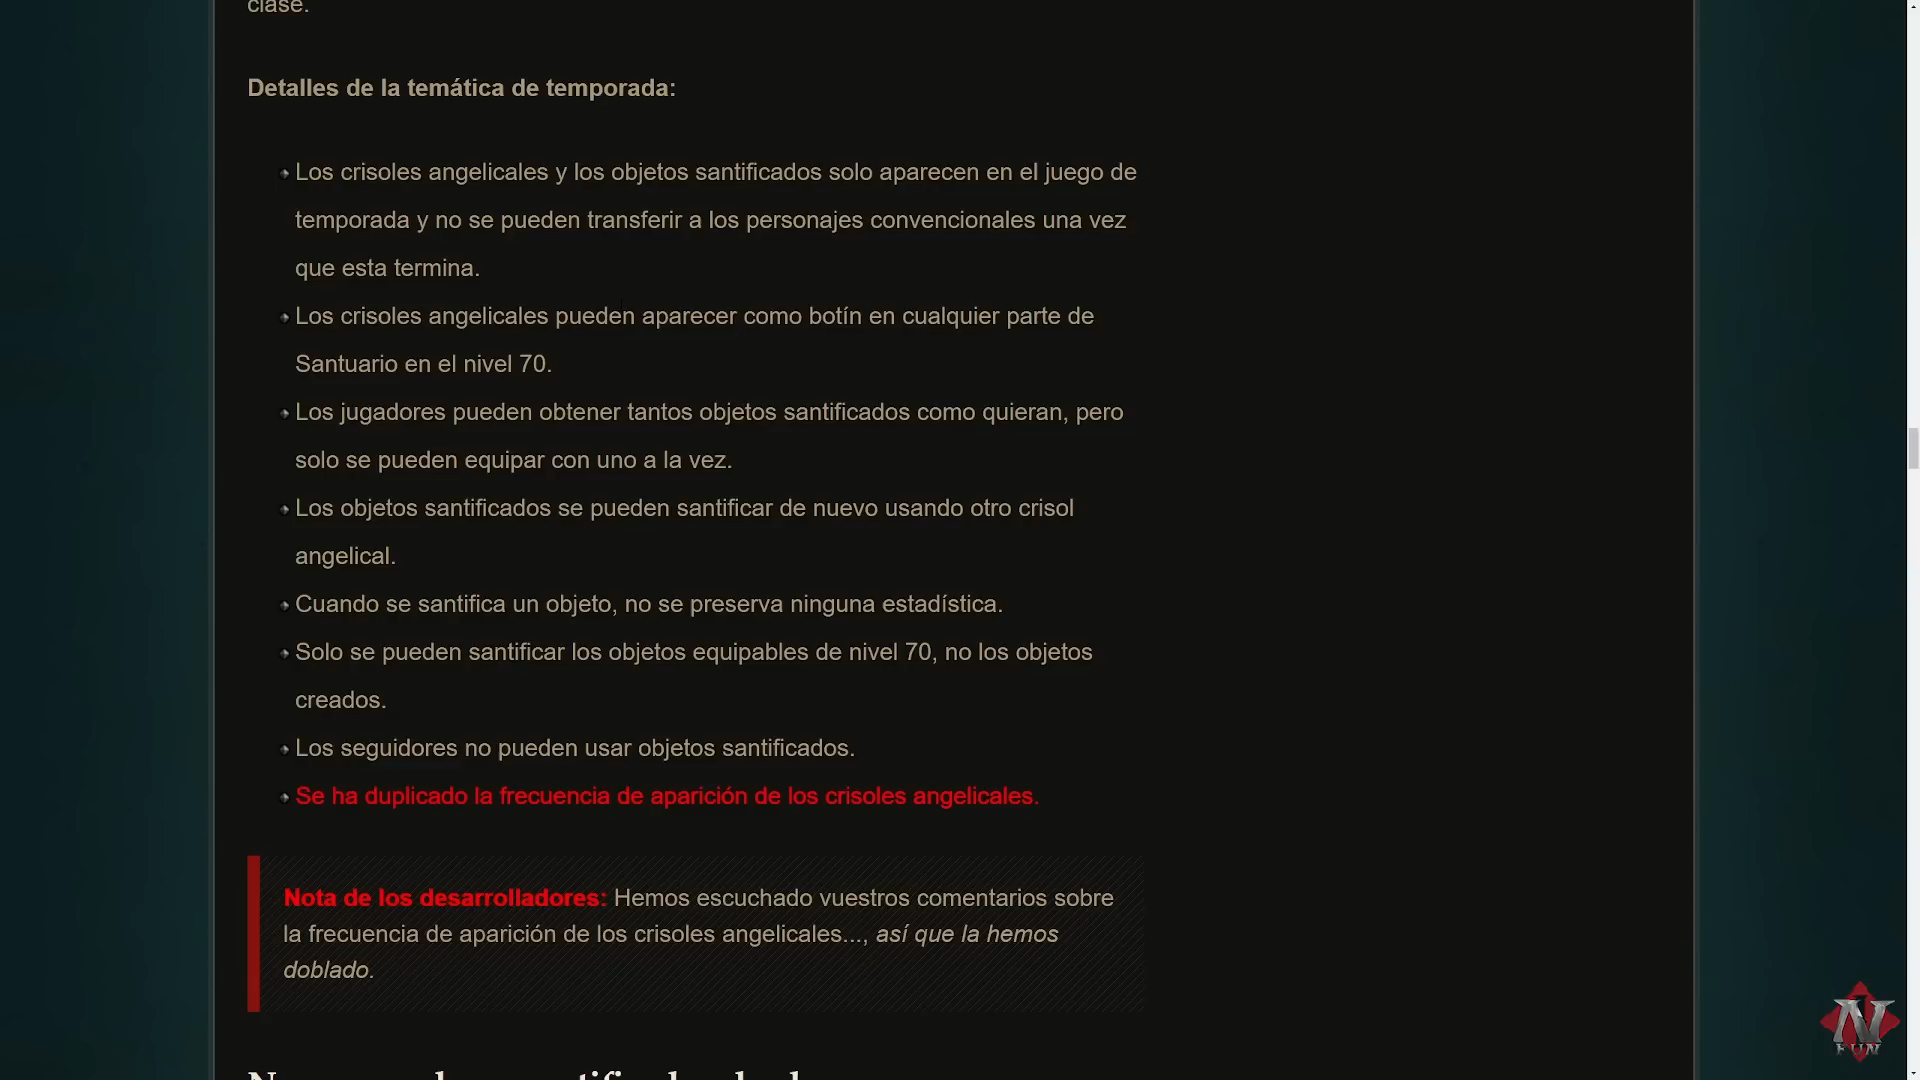 clase.
Detalles de la temática de temporada:
Los crisoles angelicales y los objetos santificados solo aparecen en el juego de
temporada y no se pueden transferir a los personajes convencionales una vez
que esta termina.
Los crisoles angelicales pueden aparecer como botín en cualquier parte de
Santuario en el nivel 70.
Los jugadores pueden obtener tantos objetos santificados como quieran, pero
solo se pueden equipar con uno a la vez.
Los objetos santificados se pueden santificar de nuevo usando otro crisol
angelical.
Cuando se santifica un objeto, no se preserva ninguna estadística.
Solo se pueden santificar los objetos equipables de nivel 70, no los objetos
creados.
Los seguidores no pueden usar objetos santificados.
Se ha duplicado la frecuencia de aparición de los crisoles angelicales.
Nota de los desarrolladores: Hemos escuchado vuestros comentarios sobre
la frecuencia de aparición de los crisoles angelicales..., así que la hemos
doblado.
N
FUN